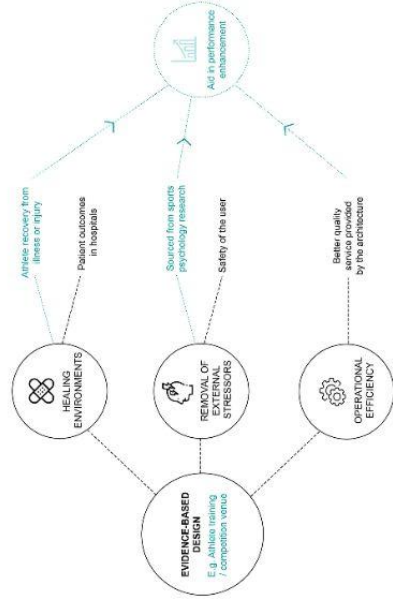 EVIDENCE-BASED
DESIGN
E.g. Athlete training
/ competition venue
HEALING
ENVIRONMENTS
Athlete recovery from
illness or injury
Patient outcomes
in hospitals
REMOVAL OF
EXTERNAL
STRESSORS
Sourced from sports
psychology research
Safety of the user
OPERATIONAL
EFFICIENCY
Better quality
service provided
by the architecture
Aid in performance
enhancement